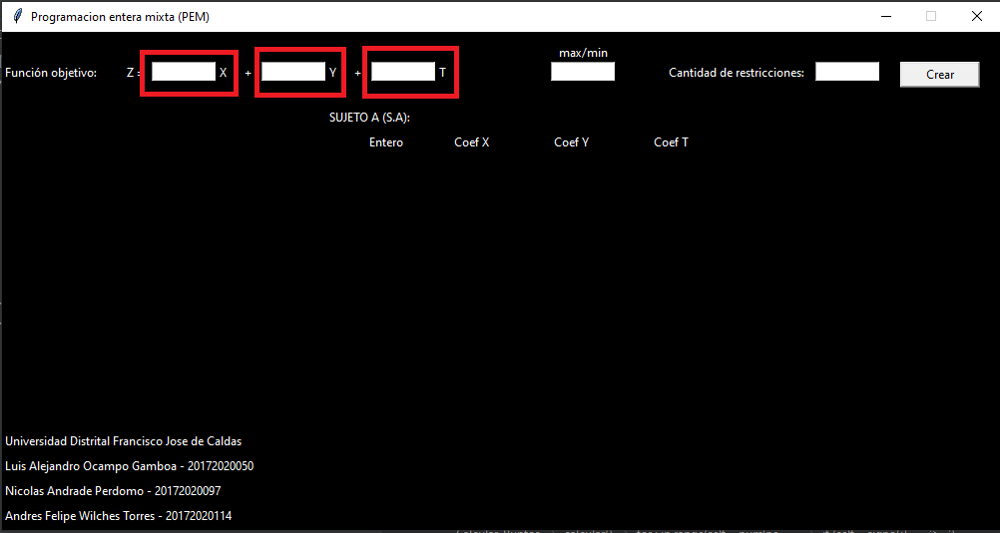 Programacion entera mixta (PEM)
max/min
Función objetivo: Z = X + Y + T Cantidad de restricciones: Crear
SUJETO A (S.A):
Entero Coef X Coef Y Coef T
Universidad Distrital Francisco Jose de Caldas
Luis Alejandro Ocampo Gamboa - 20172020050
Nicolas Andrade Perdomo - 20172020097
Andres Felipe Wilches Torres - 20172020114